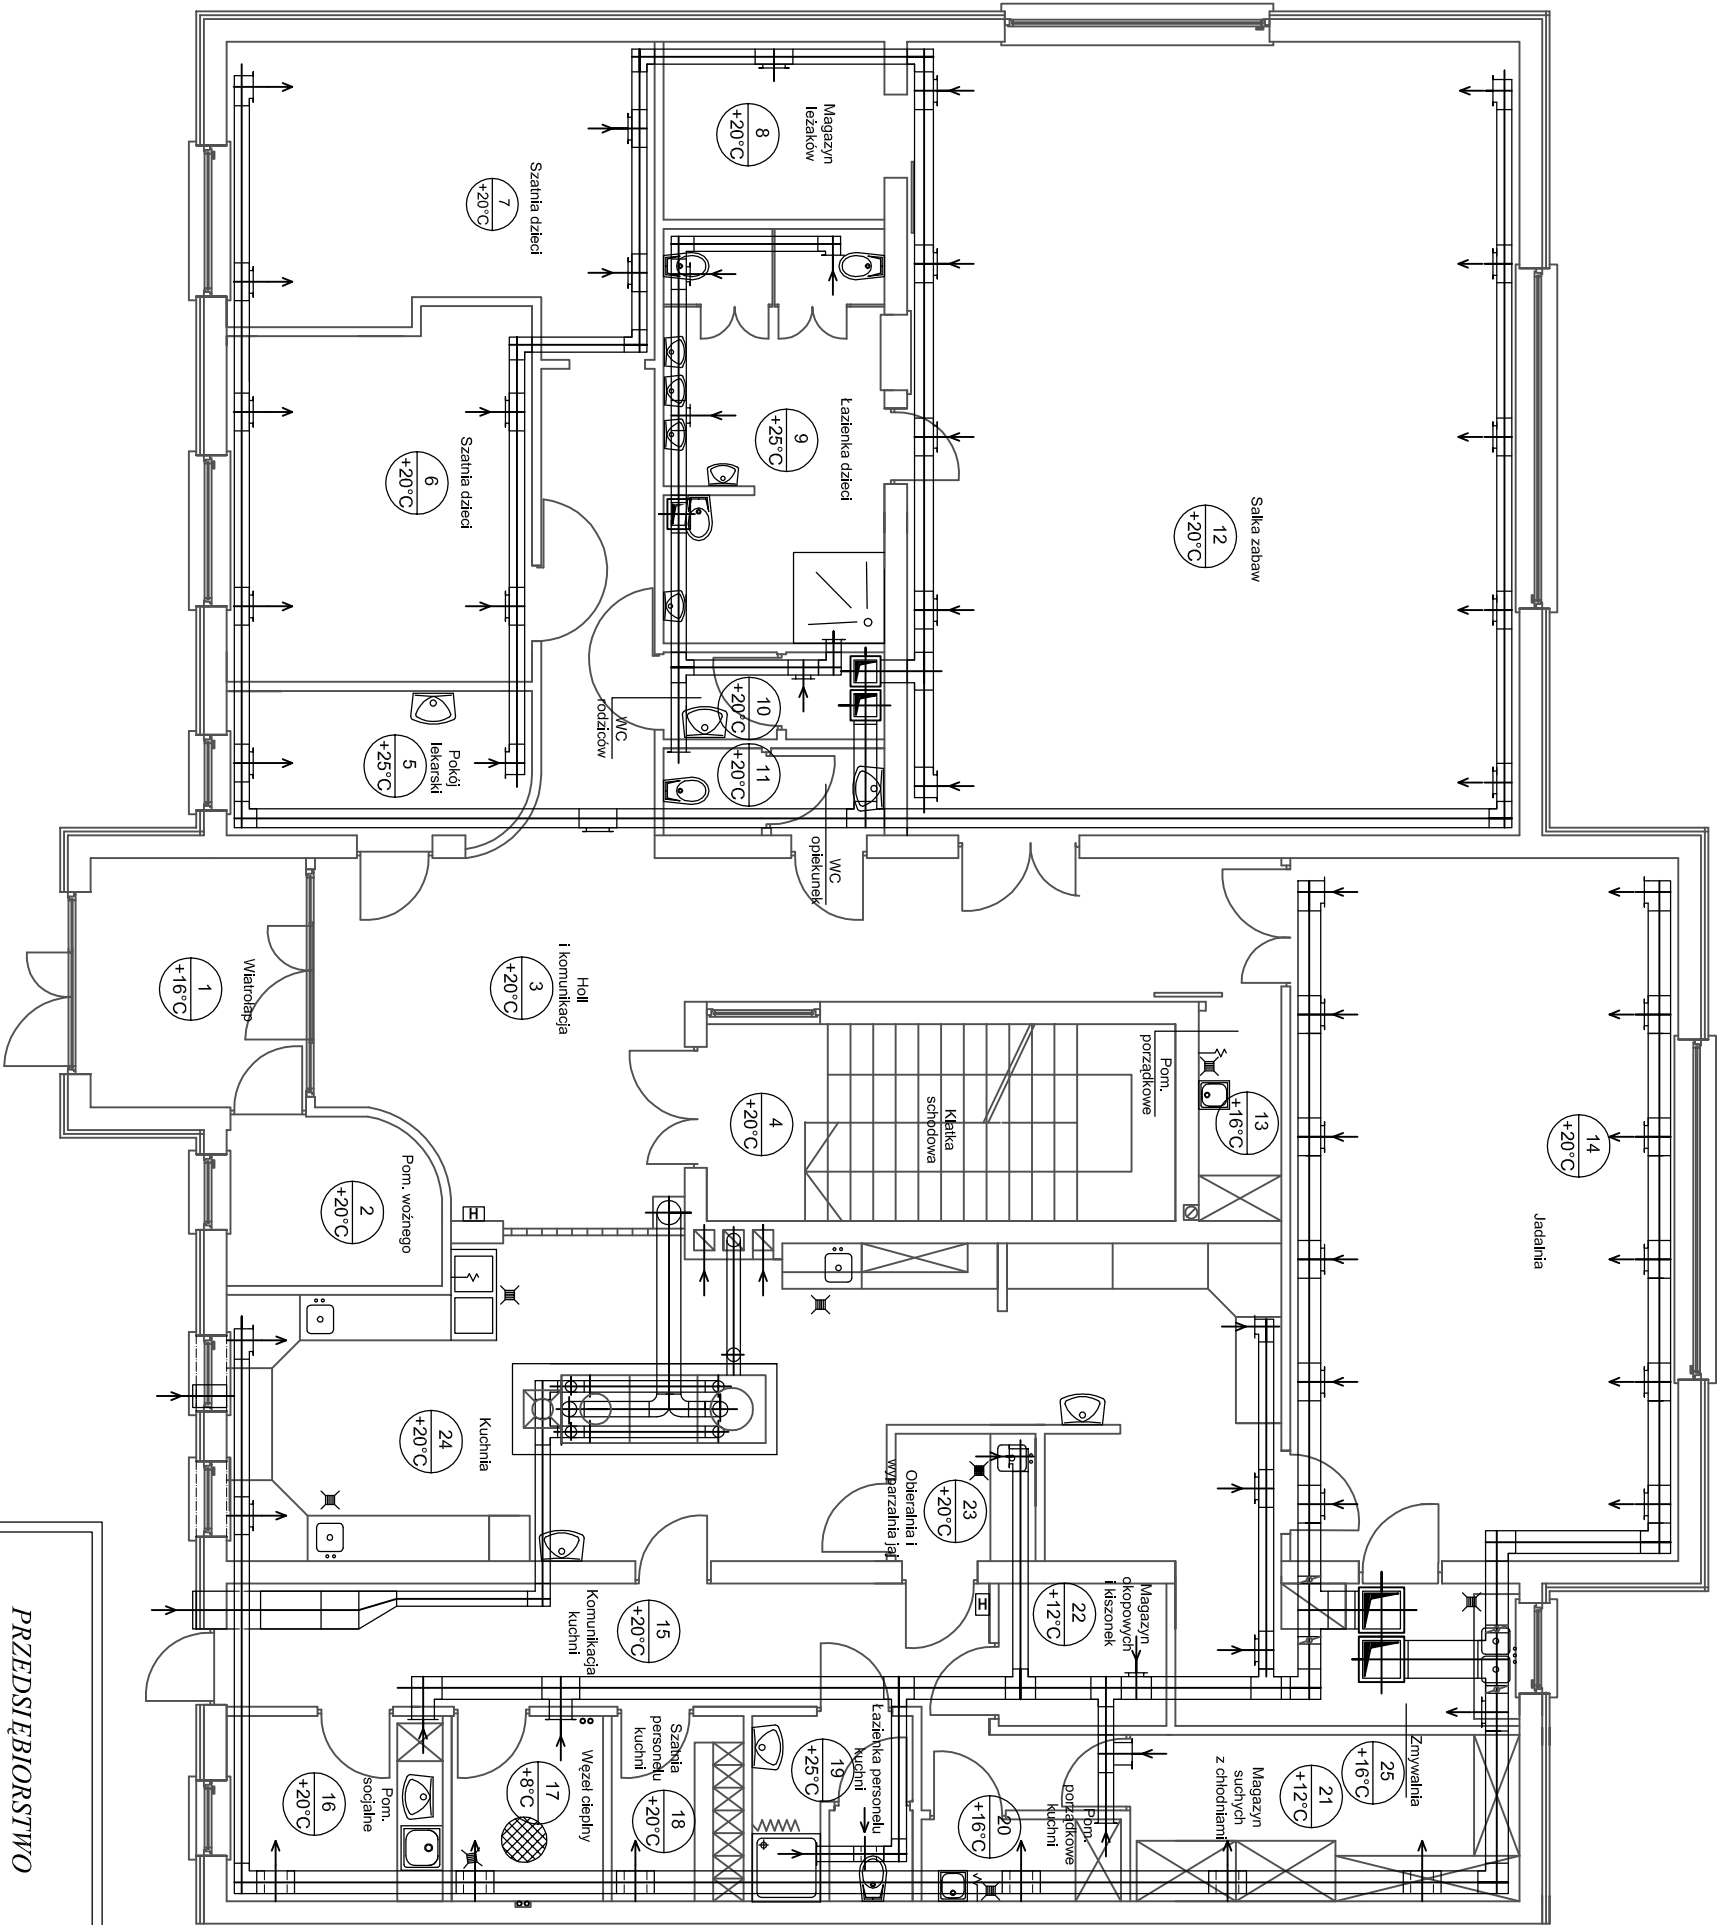 1
+16°C
Wiatrołap
2
+20°C
Pom. woźnego
3
+20°C
Holl
i komunikacja
4
+20°C
Klatka
schodowa
5
+25°C
Pokój
lekarski
6
+20°C
Szatnia dzieci
7
+20°C
Szatnia dzieci
8
+20°C
Magazyn
leżaków
9
+25°C
Łazienka dzieci
10
+20°C
WC
rodziców
11
+20°C
WC
opiekunek
12
+20°C
Salka zabaw
13
+16°C
Pom.
porządkowe
14
+20°C
Jadalnia
15
+20°C
Komunikacja
kuchni
16
+20°C
Pom.
socjalne
17
+8°C
Węzeł cieplny
18
+20°C
Szatnia
personelu
kuchni
19
+25°C
Łazienka personelu
kuchni
20
+16°C
Pom.
porządkowe
kuchni
21
+12°C
Magazyn
suchych
z chłodniami
22
+12°C
Magazyn
okopowych
i kiszonek
23
+20°C
Obieralnia i
wyparzalnia jaj
24
+20°C
Kuchnia
25
+16°C
Zmywalnia
H
H
PRZEDSIĘBIORSTWO